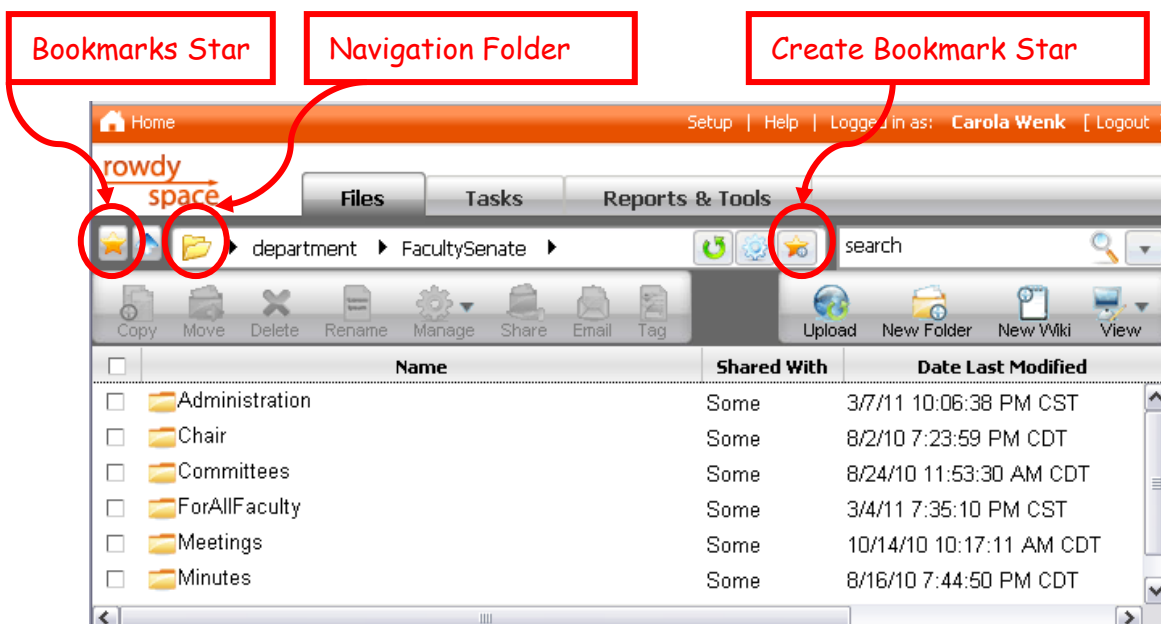 Bookmarks Star
Navigation Folder
Create Bookmark Star
Home
Setup | Help | Logged in as: Carola Wenk [ Logout ]
rowdy
space
Files
Tasks
Reports & Tools
department
FacultySenate
search
Copy
Move
Delete
Rename
Manage
Share
Email
Tag
Upload
New Folder
New Wiki
View
Name
Shared With
Date Last Modified
Administration Some 3/7/11 10:06:38 PM CST
Chair Some 8/2/10 7:23:59 PM CDT
Committees Some 8/24/10 11:53:30 AM CDT
ForAllFaculty Some 3/4/11 7:35:10 PM CST
Meetings Some 10/14/10 10:17:11 AM CDT
Minutes Some 8/16/10 7:44:50 PM CDT